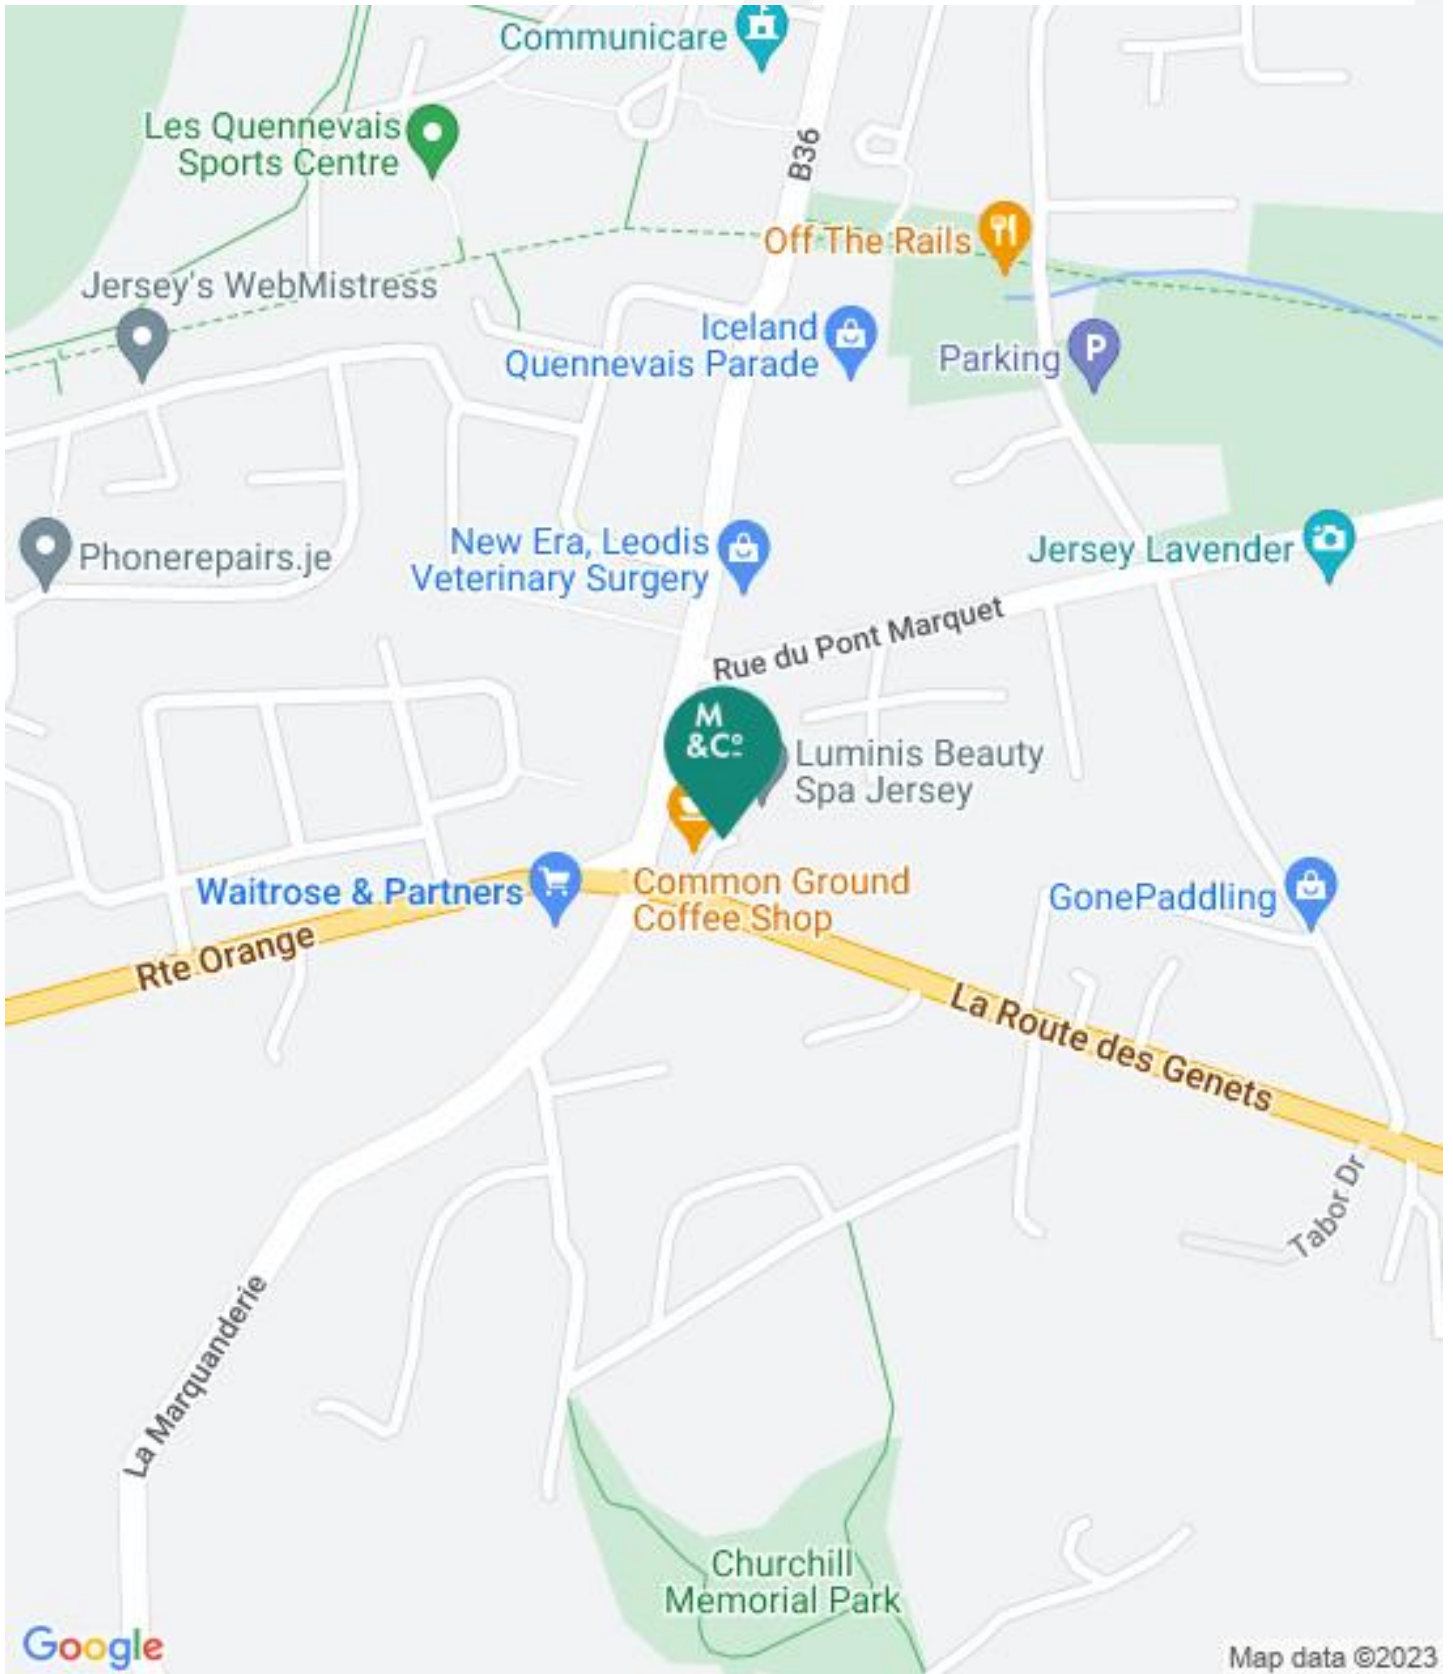 Communicare
Les Quennevais
Sports Centre
B36
Off The Rails
Jersey's WebMistress
Iceland
Quennevais Parade
Parking
P
New Era, Leodis
Veterinary Surgery
Phonerepairs.je
Jersey Lavender
Rue du Pont Marquet
M
&Cº
Luminis Beauty
Spa Jersey
Waitrose & Partners
Common Ground
Coffee Shop
GonePaddling
Rte Orange
La Route des Genets
Tabor Dr
La Marquanderie
Churchill
Memorial Park
Google
Map data ©2023